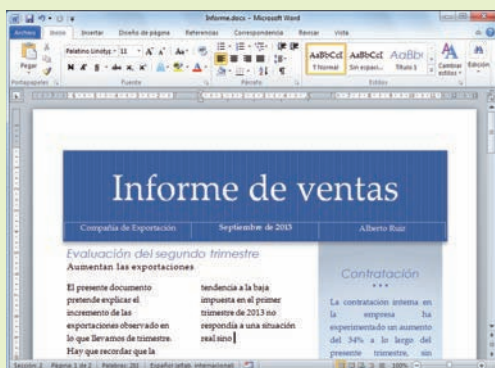 Informe.docx - Microsoft Word
Archivo Inicio Insertar Diseño de página Referencias Correspondencia Revisar Vista
Pegar
Palatino Linoty 11
N K S abc
AaBbCcI AaBbCcI AaBbC
¶ Normal Sin espaci... Título 1
Cambiar estilos
Edición
Portapapeles Fuente Párrafo Estilos
Informe de ventas
Compañía de Exportación Septiembre de 2013 Alberto Ruiz
Evaluación del segundo trimestre
Aumentan las exportaciones
El presente documento
pretende explicar el
incremento de las
exportaciones observado en
lo que llevamos de trimestre.
Hay que recordar que la
tendencia a la baja
impuesta en el primer
trimestre de 2013 no
respondía a una situación
real sino
Contratación
La contratación interna en
la empresa ha
experimentado un aumento
del 34% a lo largo del
presente trimestre, sin
Sección: 2 Página: 1 de 2 Palabras: 261 Español (alfab. internacional) 100%